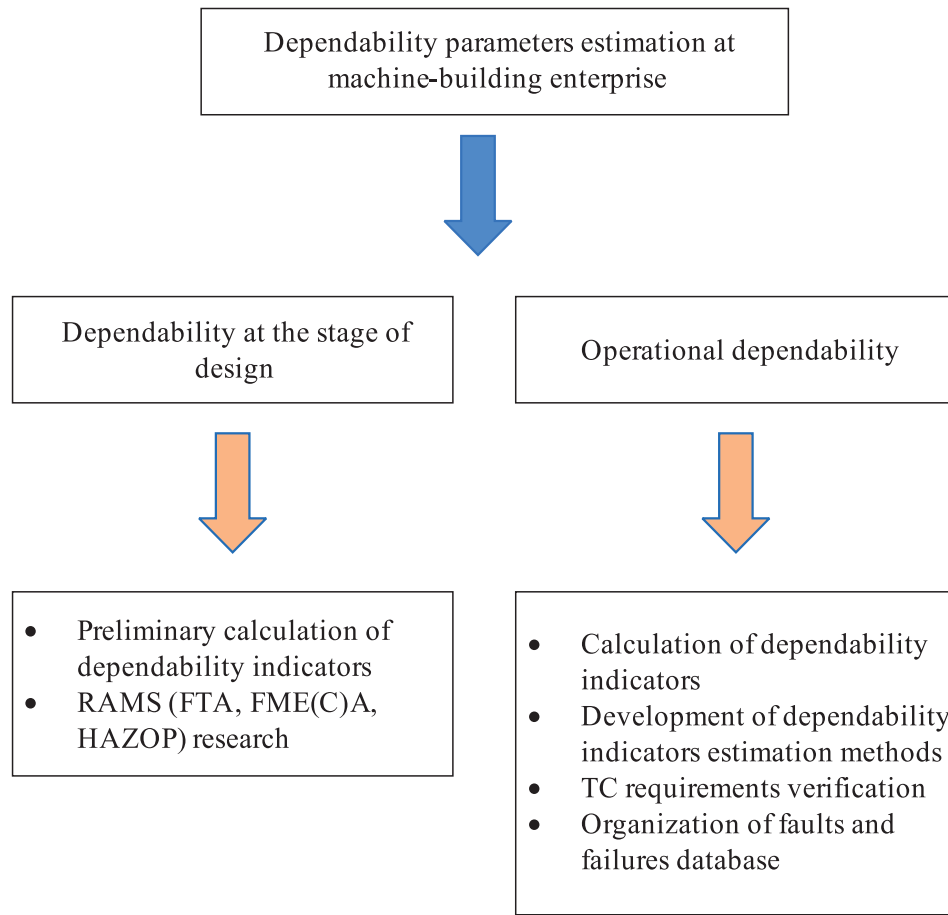 Dependability parameters estimation at
machine-building enterprise
Dependability at the stage of
design
Operational dependability
• Preliminary calculation of
dependability indicators
• RAMS (FTA, FME(C)A,
HAZOP) research
• Calculation of dependability
indicators
• Development of dependability
indicators estimation methods
• TC requirements verification
• Organization of faults and
failures database